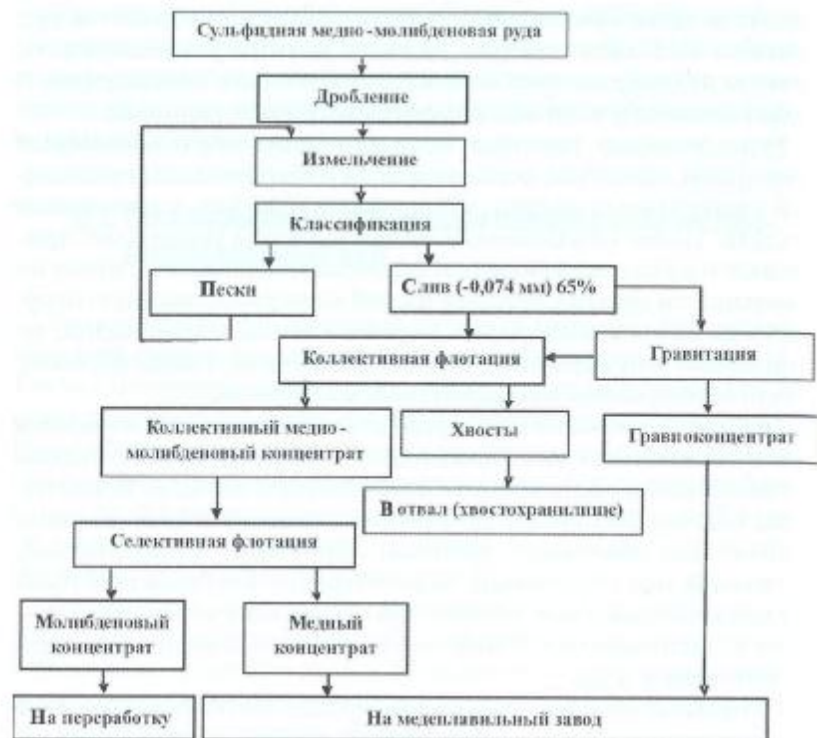 Сульфидная медно-молибденовая руда
Дробление
Измельчение
Классификация
Пески
Слив (-0,074 мм) 65%
Коллективная флотация
Гравитация
Коллективный медно-
молибденовый концентрат
Хвосты
Гравиоконцентрат
В отвал (хвостохранилище)
Селективная флотация
Молибденовый
концентрат
Медный
концентрат
На переработку
На медеплавильный завод